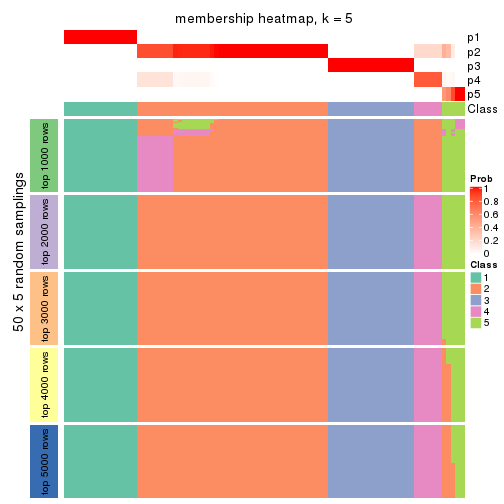 membership heatmap, k = 5
p1
p2
p3
p4
p5
Class
50 x 5 random samplings
top 1000 rows
top 2000 rows
top 3000 rows
top 4000 rows
top 5000 rows
Prob
1
0.8
0.6
0.4
0.2
0
Class
1
2
3
4
5